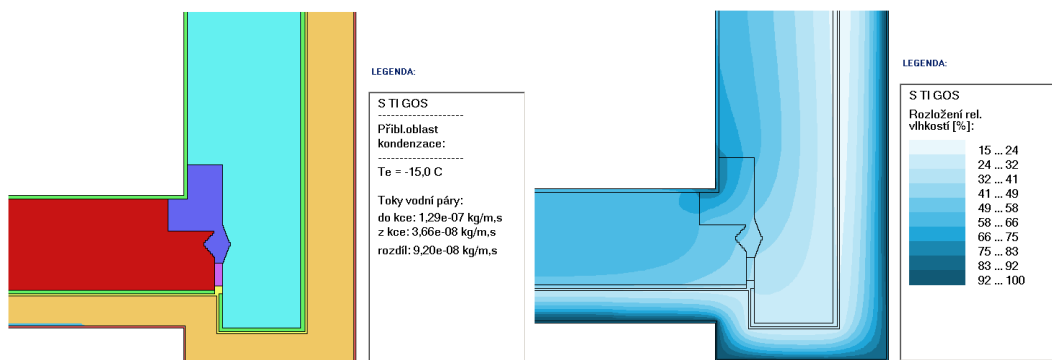 LEGENDA:
S TI GOS
--------------------
Přibl.oblast
kondenzace:
--------------------
Te = -15,0 C
Toky vodní páry:
do kce: 1,29e-07 kg/m,s
z kce: 3,66e-08 kg/m,s
rozdíl: 9,20e-08 kg/m,s
LEGENDA:
S TI GOS
Rozložení rel.
vlhkostí [%]:
15 ... 24
24 ... 32
32 ... 41
41 ... 49
49 ... 58
58 ... 66
66 ... 75
75 ... 83
83 ... 92
92 ... 100